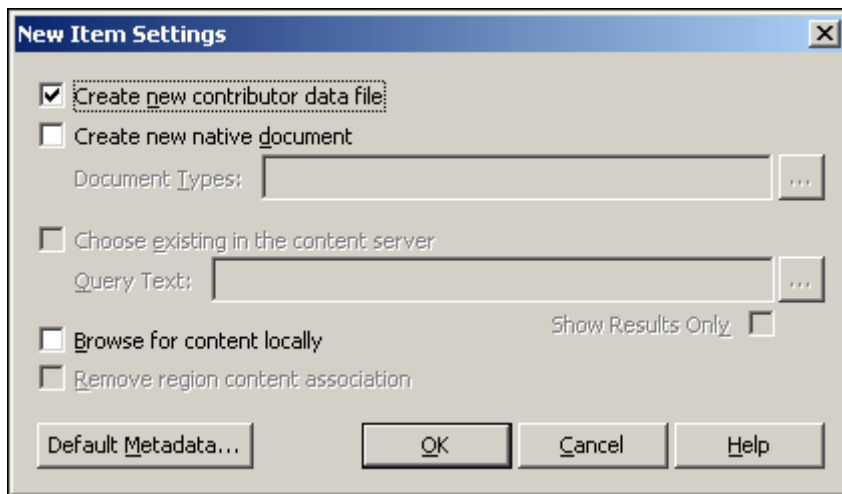 New Item Settings
Create new contributor data file
Create new native document
Document Types:
...
Choose existing in the content server
Query Text:
...
Show Results Only
Browse for content locally
Remove region content association
Default Metadata...
OK
Cancel
Help